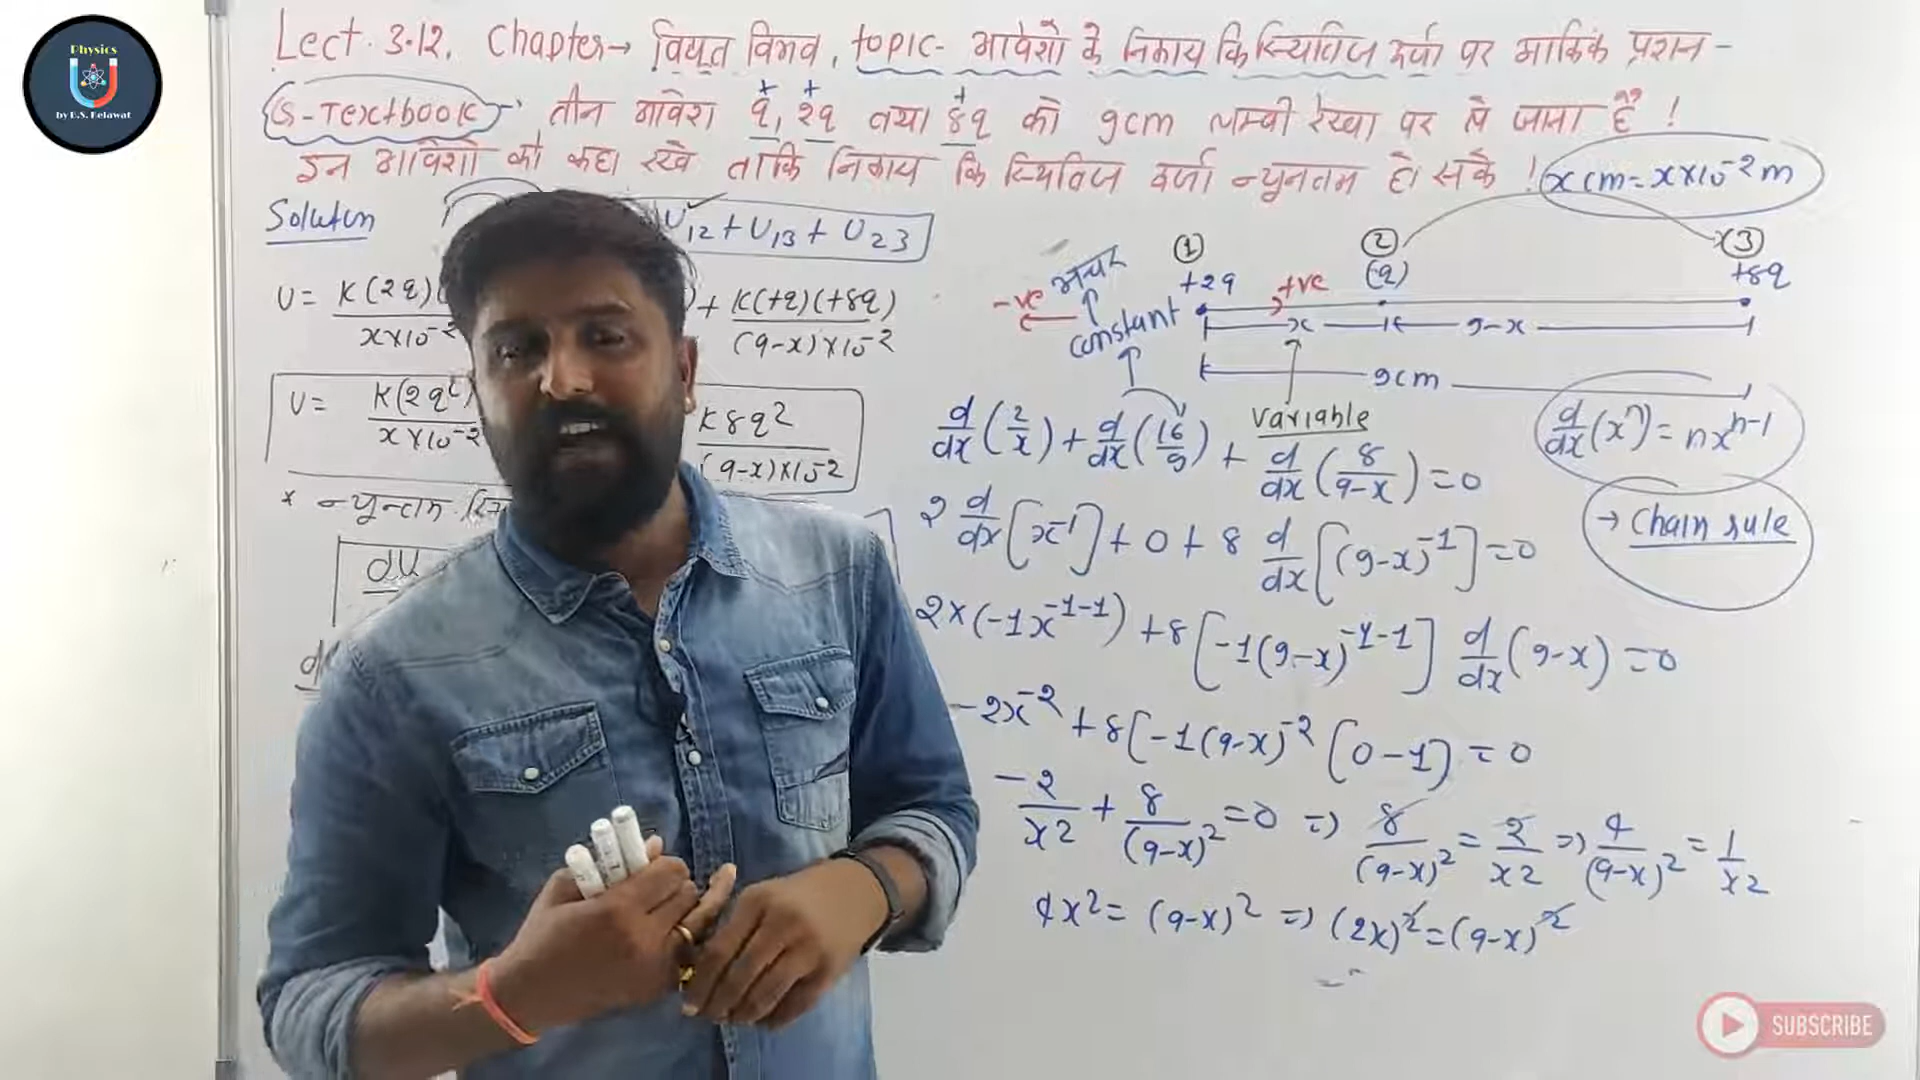 Physics
by B.S. Kelawat
Lect. 3.12. Chapter→ विद्युत विभव, topic- आवेशो के निकाय कि स्थितिज ऊर्जा पर आंकिक प्रशन -
G-Textbook - तीन आवेश q, 2q तथा 8q को 9cm लम्बी रेखा पर ले जाना है !
इन आवेशो को कहा रखे ताकि निकाय कि स्थितिज ऊर्जा न्यूनतम हो सके !
x cm = x×10⁻² m
Soluton
U12 + U13 + U23
U = K(2q)
x×10⁻²
+ K(+q)(+8q)
(9-x)×10⁻²
U = K(2q²)
x×10⁻²
K8q²
(9-x)×10⁻²
* न्यूनतम
dU
① ② ③
+2q (q) +8q
-ve +ve
अचर
constant
x 9-x
9cm
variable
d/dx (2/x) + d/dx (16/9) + d/dx (8/9-x) = 0
d/dx (xⁿ) = nxⁿ⁻¹
2 d/dx [x⁻¹] + 0 + 8 d/dx [(9-x)⁻¹] = 0
→ Chain rule
2×(-1x⁻¹⁻¹) + 8 [-1(9-x)⁻¹⁻¹] d/dx (9-x) = 0
-2x⁻² + 8[-1(9-x)⁻² [0-1] = 0
-2/x² + 8/(9-x)² = 0 ⇒ 8/(9-x)² = 2/x² ⇒ 4/(9-x)² = 1/x²
4x² = (9-x)² ⇒ (2x)² = (9-x)²
SUBSCRIBE